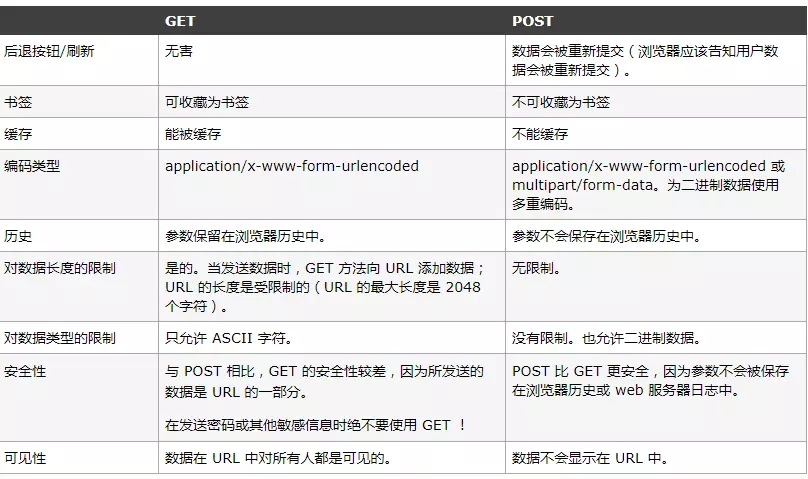 GET POST
后退按钮/刷新 无害 数据会被重新提交（浏览器应该告知用户数
据会被重新提交）。
书签 可收藏为书签 不可收藏为书签
缓存 能被缓存 不能缓存
编码类型 application/x-www-form-urlencoded application/x-www-form-urlencoded 或
multipart/form-data。为二进制数据使用
多重编码。
历史 参数保留在浏览器历史中。 参数不会保存在浏览器历史中。
对数据长度的限制 是的。当发送数据时，GET 方法向 URL 添加数据； 无限制。
URL 的长度是受限制的（URL 的最大长度是 2048
个字符）。
对数据类型的限制 只允许 ASCII 字符。 没有限制。也允许二进制数据。
安全性 与 POST 相比，GET 的安全性较差，因为所发送的 POST 比 GET 更安全，因为参数不会被保存
数据是 URL 的一部分。 在浏览器历史或 web 服务器日志中。
在发送密码或其他敏感信息时绝不要使用 GET ！
可见性 数据在 URL 中对所有人都是可见的。 数据不会显示在 URL 中。